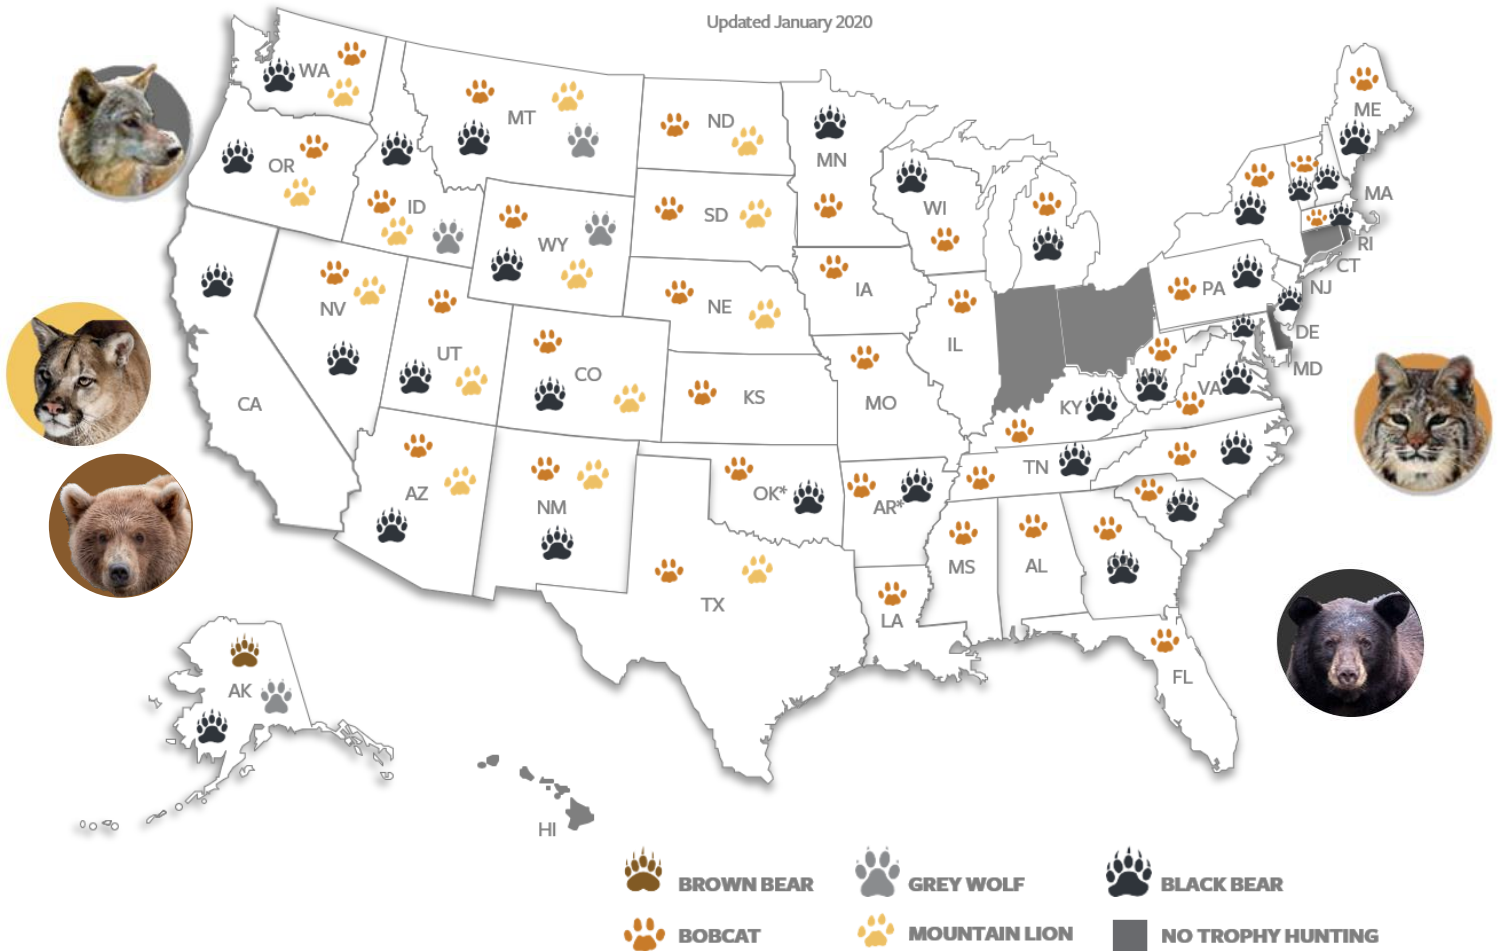 Updated January 2020
WA
MT
ND
MN
ME
OR
ID
WY
SD
WI
MA
RI
CT
NV
NE
IA
PA
NJ
UT
CO
IL
DE
MD
CA
KS
MO
KY
WV
VA
AZ
NM
OK*
AR*
TN
TX
MS
AL
LA
FL
AK
HI
BROWN BEAR
GREY WOLF
BLACK BEAR
BOBCAT
MOUNTAIN LION
NO TROPHY HUNTING